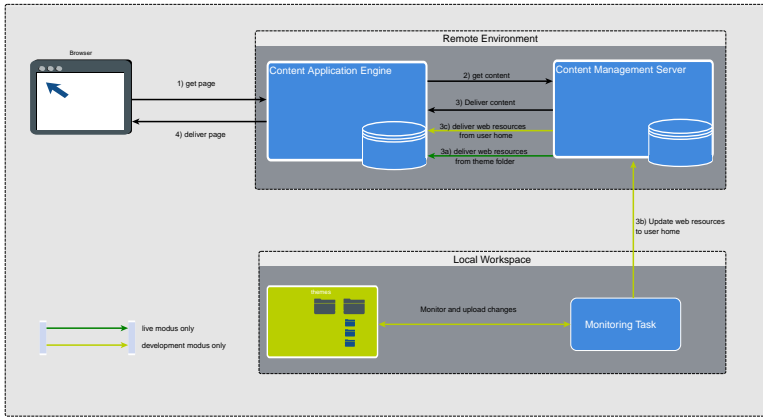 Remote Environment
Browser
Content Application Engine
Content Management Server
1) get page
2) get content
3) Deliver content
4) deliver page
3c) deliver web resources
from user home
3a) deliver web resources
from theme folder
3b) Update web resources
to user home
Local Workspace
themes
Monitor and upload changes
Monitoring Task
live modus only
development modus only